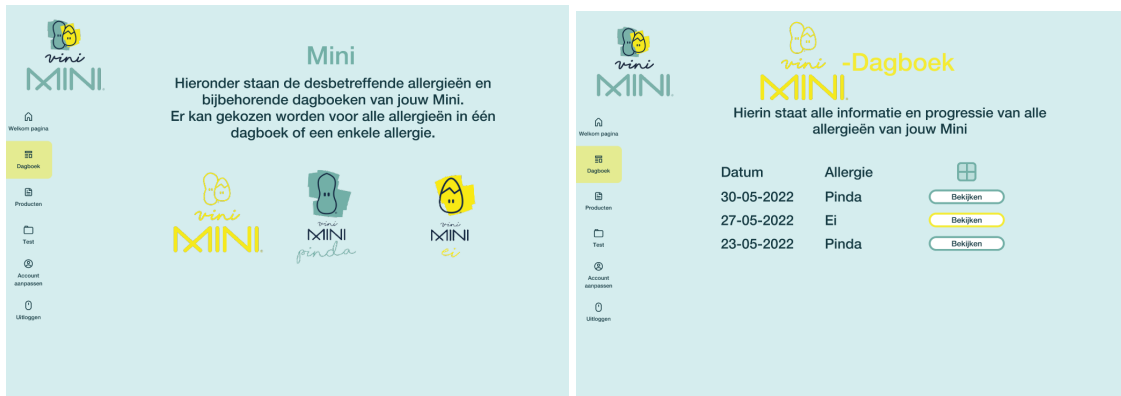 vini
MINI.
Welkom pagina
Dagboek
Producten
Test
Account
aanpassen
Uitloggen
Mini
Hieronder staan de desbetreffende allergieën en
bijbehorende dagboeken van jouw Mini.
Er kan gekozen worden voor alle allergieën in één
dagboek of een enkele allergie.
vini
MINI.
vini
MINI
pinda
vini
MINI
ei
vini
MINI.
Welkom pagina
Dagboek
Producten
Test
Account
aanpassen
Uitloggen
vini
MINI. -Dagboek
Hierin staat alle informatie en progressie van alle
allergieën van jouw Mini
Datum Allergie
30-05-2022 Pinda Bekijken
27-05-2022 Ei Bekijken
23-05-2022 Pinda Bekijken